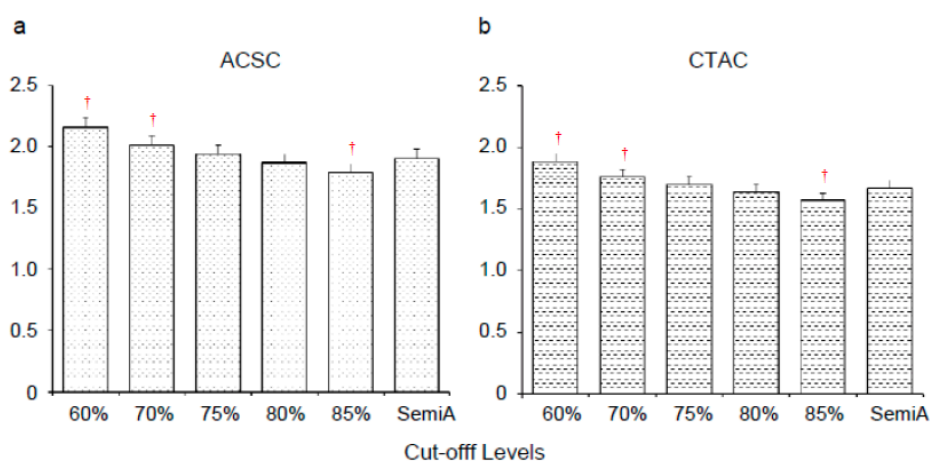 a
ACSC
2.5
2.0
1.5
1.0
0.5
0
† † †
60% 70% 75% 80% 85% SemiA
b
CTAC
2.5
2.0
1.5
1.0
0.5
0
† † †
60% 70% 75% 80% 85% SemiA
Cut-offf Levels